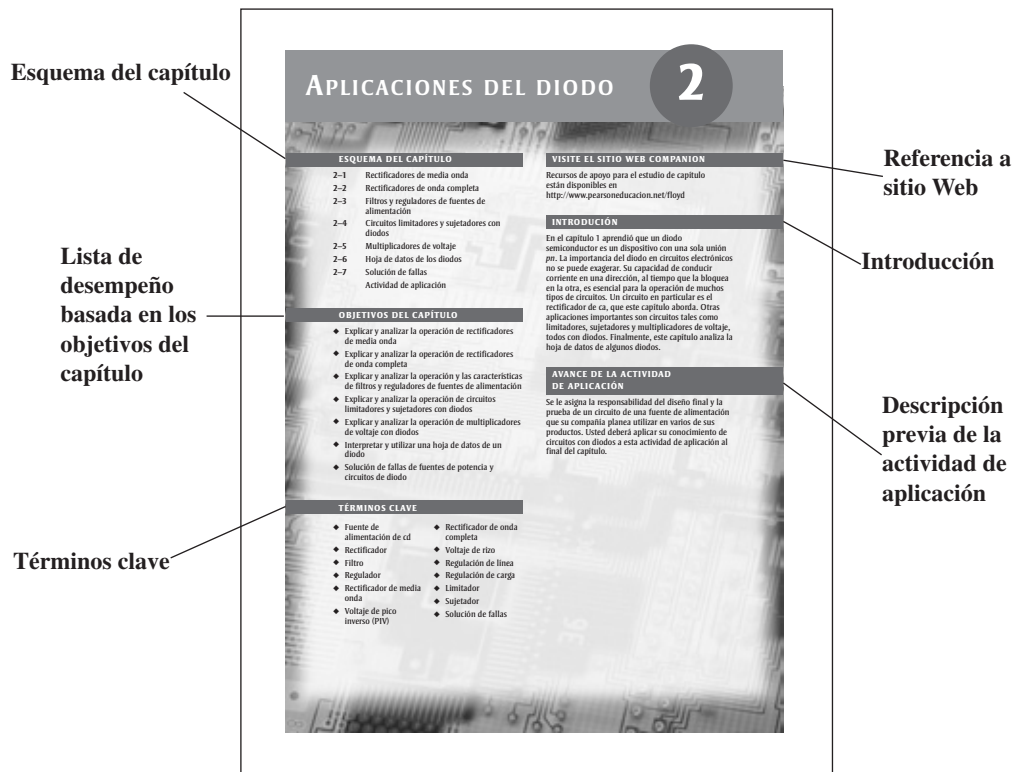 Esquema del capítulo
APLICACIONES DEL DIODO
2
ESQUEMA DEL CAPÍTULO
2–1 Rectificadores de media onda
2–2 Rectificadores de onda completa
2–3 Filtros y reguladores de fuentes de
alimentación
2–4 Circuitos limitadores y sujetadores con
diodos
2–5 Multiplicadores de voltaje
2–6 Hoja de datos de los diodos
2–7 Solución de fallas
Actividad de aplicación
Lista de
desempeño
basada en los
objetivos del
capítulo
OBJETIVOS DEL CAPÍTULO
◆ Explicar y analizar la operación de rectificadores
de media onda
◆ Explicar y analizar la operación de rectificadores
de onda completa
◆ Explicar y analizar la operación y las características
de filtros y reguladores de fuentes de alimentación
◆ Explicar y analizar la operación de circuitos
limitadores y sujetadores con diodos
◆ Explicar y analizar la operación de multiplicadores
de voltaje con diodos
◆ Interpretar y utilizar una hoja de datos de un
diodo
◆ Solución de fallas de fuentes de potencia y
circuitos de diodo
Términos clave
TÉRMINOS CLAVE
◆ Fuente de
alimentación de cd
◆ Rectificador
◆ Filtro
◆ Regulador
◆ Rectificador de media
onda
◆ Voltaje de pico
inverso (PIV)
◆ Rectificador de onda
completa
◆ Voltaje de rizo
◆ Regulación de línea
◆ Regulación de carga
◆ Limitador
◆ Sujetador
◆ Solución de fallas
VISITE EL SITIO WEB COMPANION
Recursos de apoyo para el estudio de capítulo
están disponibles en
http://www.pearsoneducacion.net/floyd
Referencia a
sitio Web
INTRODUCIÓN
En el capítulo 1 aprendió que un diodo
semiconductor es un dispositivo con una sola unión
pn. La importancia del diodo en circuitos electrónicos
no se puede exagerar. Su capacidad de conducir
corriente en una dirección, al tiempo que la bloquea
en la otra, es esencial para la operación de muchos
tipos de circuitos. Un circuito en particular es el
rectificador de ca, que este capítulo aborda. Otras
aplicaciones importantes son circuitos tales como
limitadores, sujetadores y multiplicadores de voltaje,
todos con diodos. Finalmente, este capítulo analiza la
hoja de datos de algunos diodos.
Introducción
AVANCE DE LA ACTIVIDAD
DE APLICACIÓN
Se le asigna la responsabilidad del diseño final y la
prueba de un circuito de una fuente de alimentación
que su compañía planea utilizar en varios de sus
productos. Usted deberá aplicar su conocimiento de
circuitos con diodos a esta actividad de aplicación al
final del capítulo.
Descripción
previa de la
actividad de
aplicación